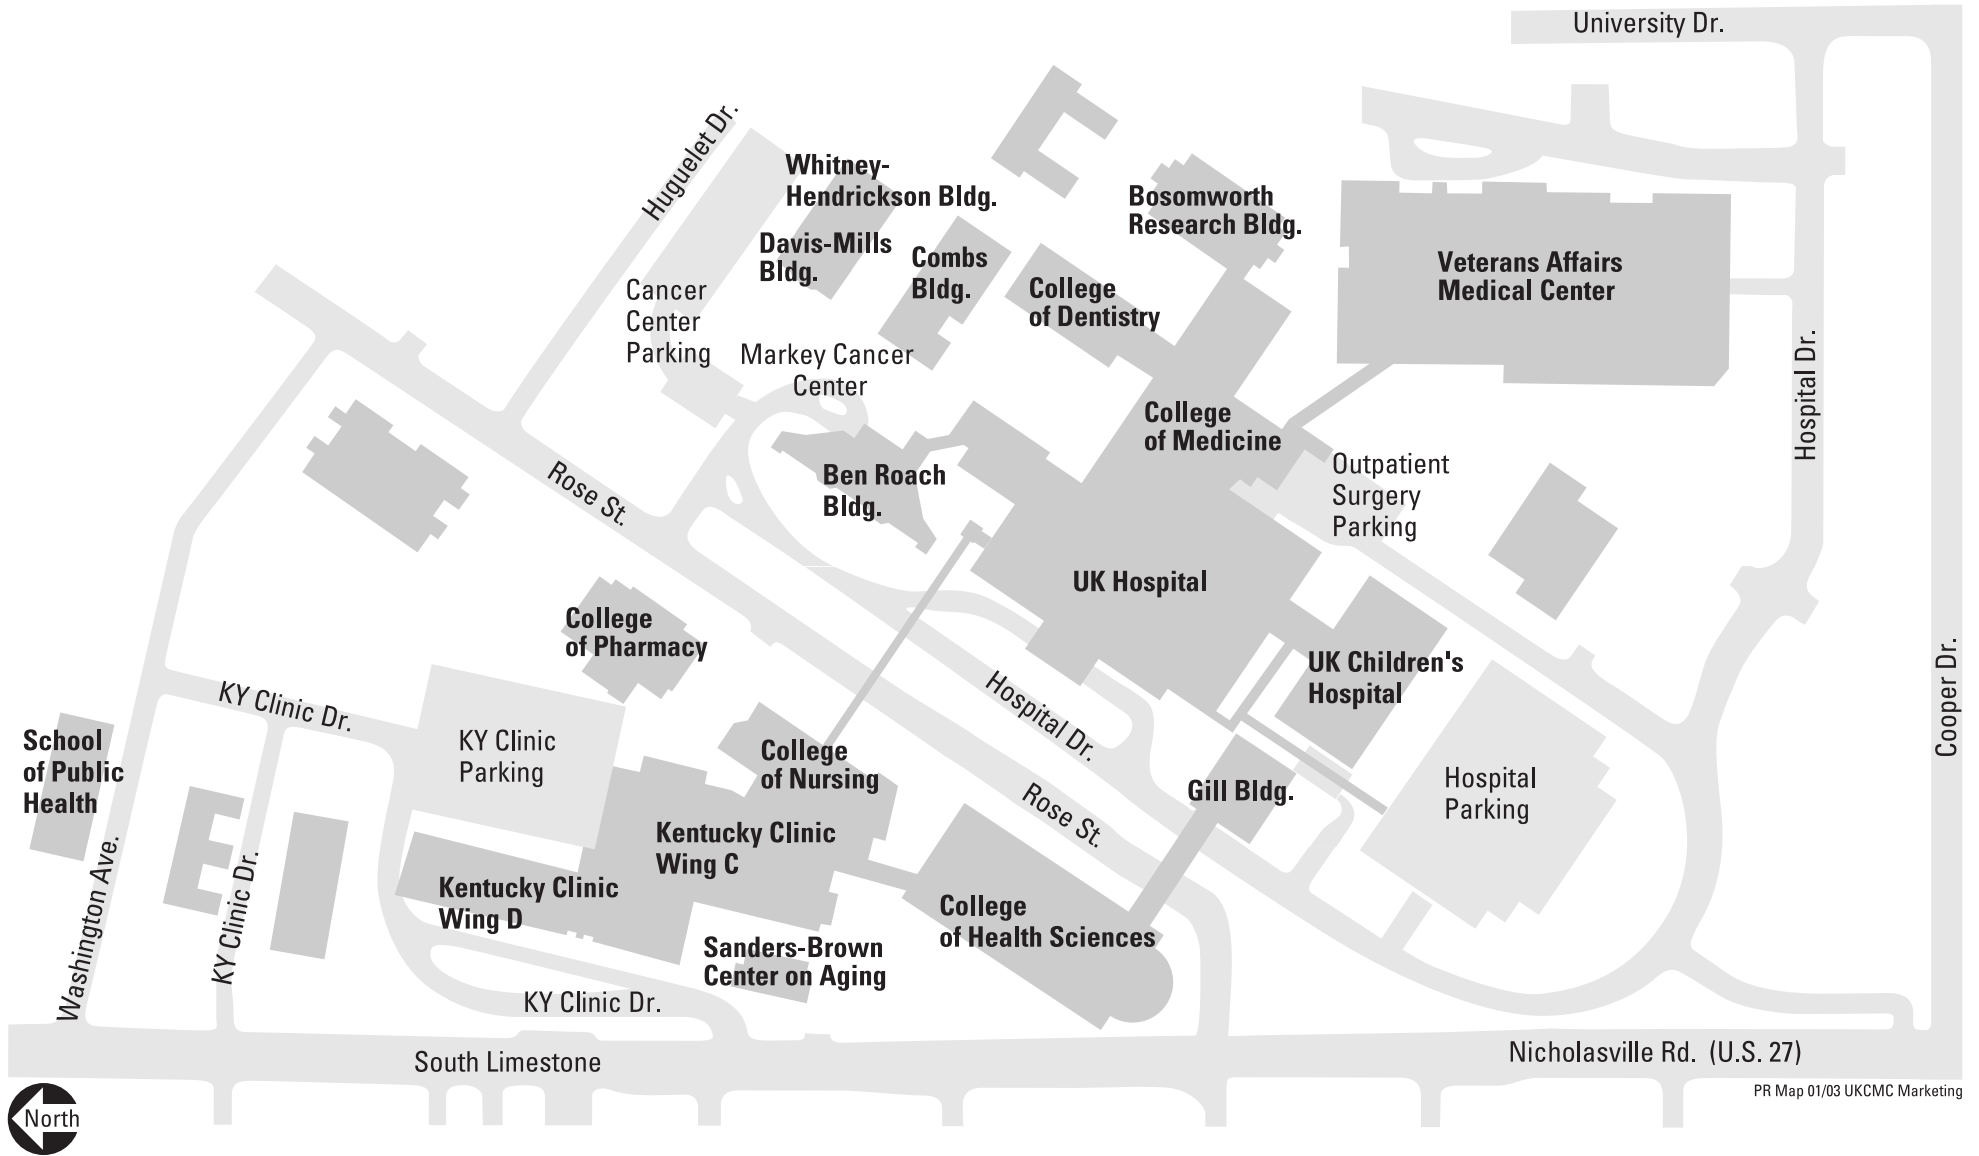 University Dr.
Huguelet Dr.
Whitney-
Hendrickson Bldg.
Bosomworth
Research Bldg.
Davis-Mills
Bldg.
Combs
Bldg.
College
of Dentistry
Veterans Affairs
Medical Center
Cancer
Center
Parking
Markey Cancer
Center
Hospital Dr.
College
of Medicine
Outpatient
Surgery
Parking
Rose St.
Ben Roach
Bldg.
UK Hospital
College
of Pharmacy
UK Children's
Hospital
Cooper Dr.
KY Clinic Dr.
Hospital Dr.
School
of Public
Health
KY Clinic
Parking
College
of Nursing
Gill Bldg.
Hospital
Parking
Rose St.
Kentucky Clinic
Wing C
Kentucky Clinic
Wing D
College
of Health Sciences
Washington Ave.
KY Clinic Dr.
Sanders-Brown
Center on Aging
KY Clinic Dr.
South Limestone
Nicholasville Rd. (U.S. 27)
PR Map 01/03 UKCMC Marketing
North